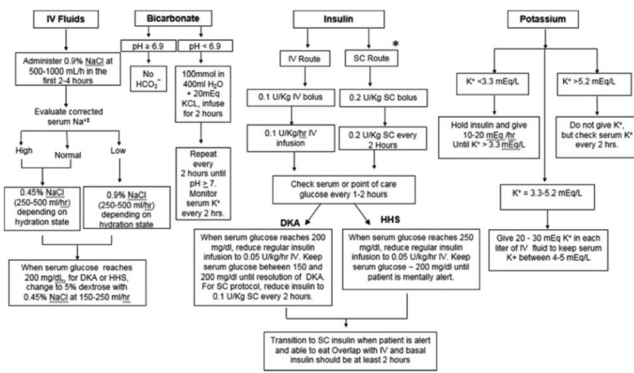 IV Fluids
Administer 0.9% NaCl at
500-1000 mL/h in the
first 2-4 hours
Evaluate corrected
High
Normal
Low
0.45% NaCl
(250-500 ml/hr)
depending on
hydration state
0.9% NaCl
(250-500 ml/hr)
depending on
hydration state
When serum glucose reaches
200 mg/dL, for DKA or HHS,
change to 5% dextrose with
0.45% NaCl at 150-250 ml/hr
Bicarbonate
pH ≥ 6.9
No
HCO₃⁻
pH < 6.9
100mmol in
400ml H₂O
+ 20mEq
KCL, infuse
for 2 hours
Repeat
every
2 hours until
pH ≥ 7.
Monitor
serum K⁺
every 2 hrs.
Insulin
IV Route
SC Route
*
0.1 U/Kg IV bolus
0.2 U/Kg SC bolus
0.1 U/Kg/hr IV
infusion
0.2 U/Kg SC every
2 Hours
Check serum or point of care
glucose every 1-2 hours
DKA
HHS
When serum glucose reaches 200
mg/dl, reduce regular insulin
infusion to 0.05 U/kg/hr IV. Keep
serum glucose between 150 and
200 mg/dl until resolution of DKA.
For SC protocol, reduce insulin to
0.1 U/Kg SC every 2 hours.
When serum glucose reaches 250
mg/dl, reduce regular insulin
infusion to 0.05 U/kg/hr IV. Keep
serum glucose ~ 200 mg/dl until
patient is mentally alert.
Transition to SC insulin when patient is alert
and able to eat Overlap with IV and basal
insulin should be at least 2 hours
Potassium
K⁺ <3.3 mEq/L
K⁺ >5.2 mEq/L
Hold insulin and give
10-20 mEq /hr
Until K⁺ > 3.3 mEq/L
Do not give K⁺,
but check serum K⁺
every 2 hrs.
K⁺ = 3.3-5.2 mEq/L
Give 20 - 30 mEq K⁺ in each
liter of IV fluid to keep serum
K+ between 4-5 mEq/L